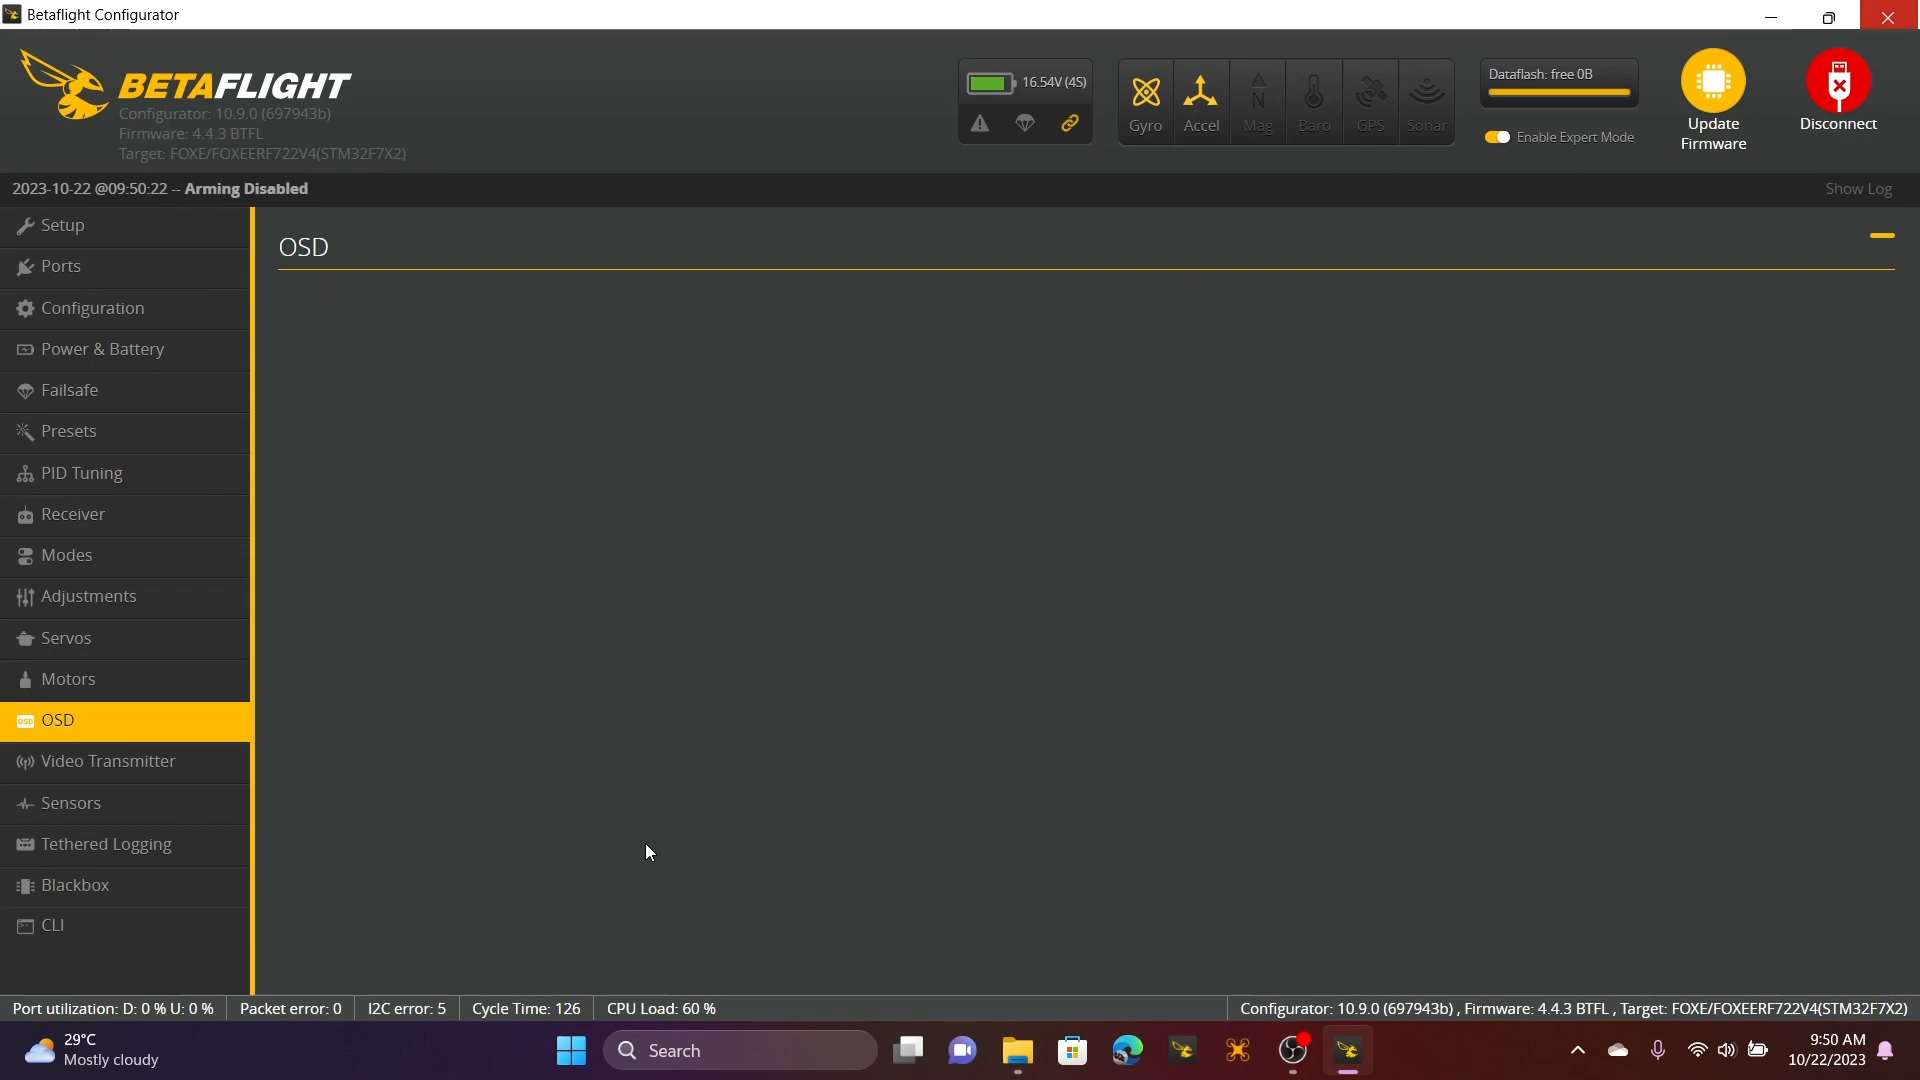 Betaflight Configurator
BETAFLIGHT
Configurator: 10.9.0 (697943b)
Firmware: 4.4.3 BTFL
Target: FOXE/FOXEERF722V4(STM32F7X2)
16.54V (4S)
Gyro
Accel
N
Mag
Baro
GPS
Sonar
Dataflash: free 0B
Enable Expert Mode
Update
Firmware
Disconnect
2023-10-22 @09:50:22 -- Arming Disabled
Show Log
Setup
Ports
Configuration
Power & Battery
Failsafe
Presets
PID Tuning
Receiver
Modes
Adjustments
Servos
Motors
OSD OSD
Video Transmitter
Sensors
Tethered Logging
Blackbox
CLI
OSD
Port utilization: D: 0 % U: 0 %
Packet error: 0
I2C error: 5
Cycle Time: 126
CPU Load: 60 %
Configurator: 10.9.0 (697943b) , Firmware: 4.4.3 BTFL , Target: FOXE/FOXEERF722V4(STM32F7X2)
29°C
Mostly cloudy
Search
9:50 AM
10/22/2023